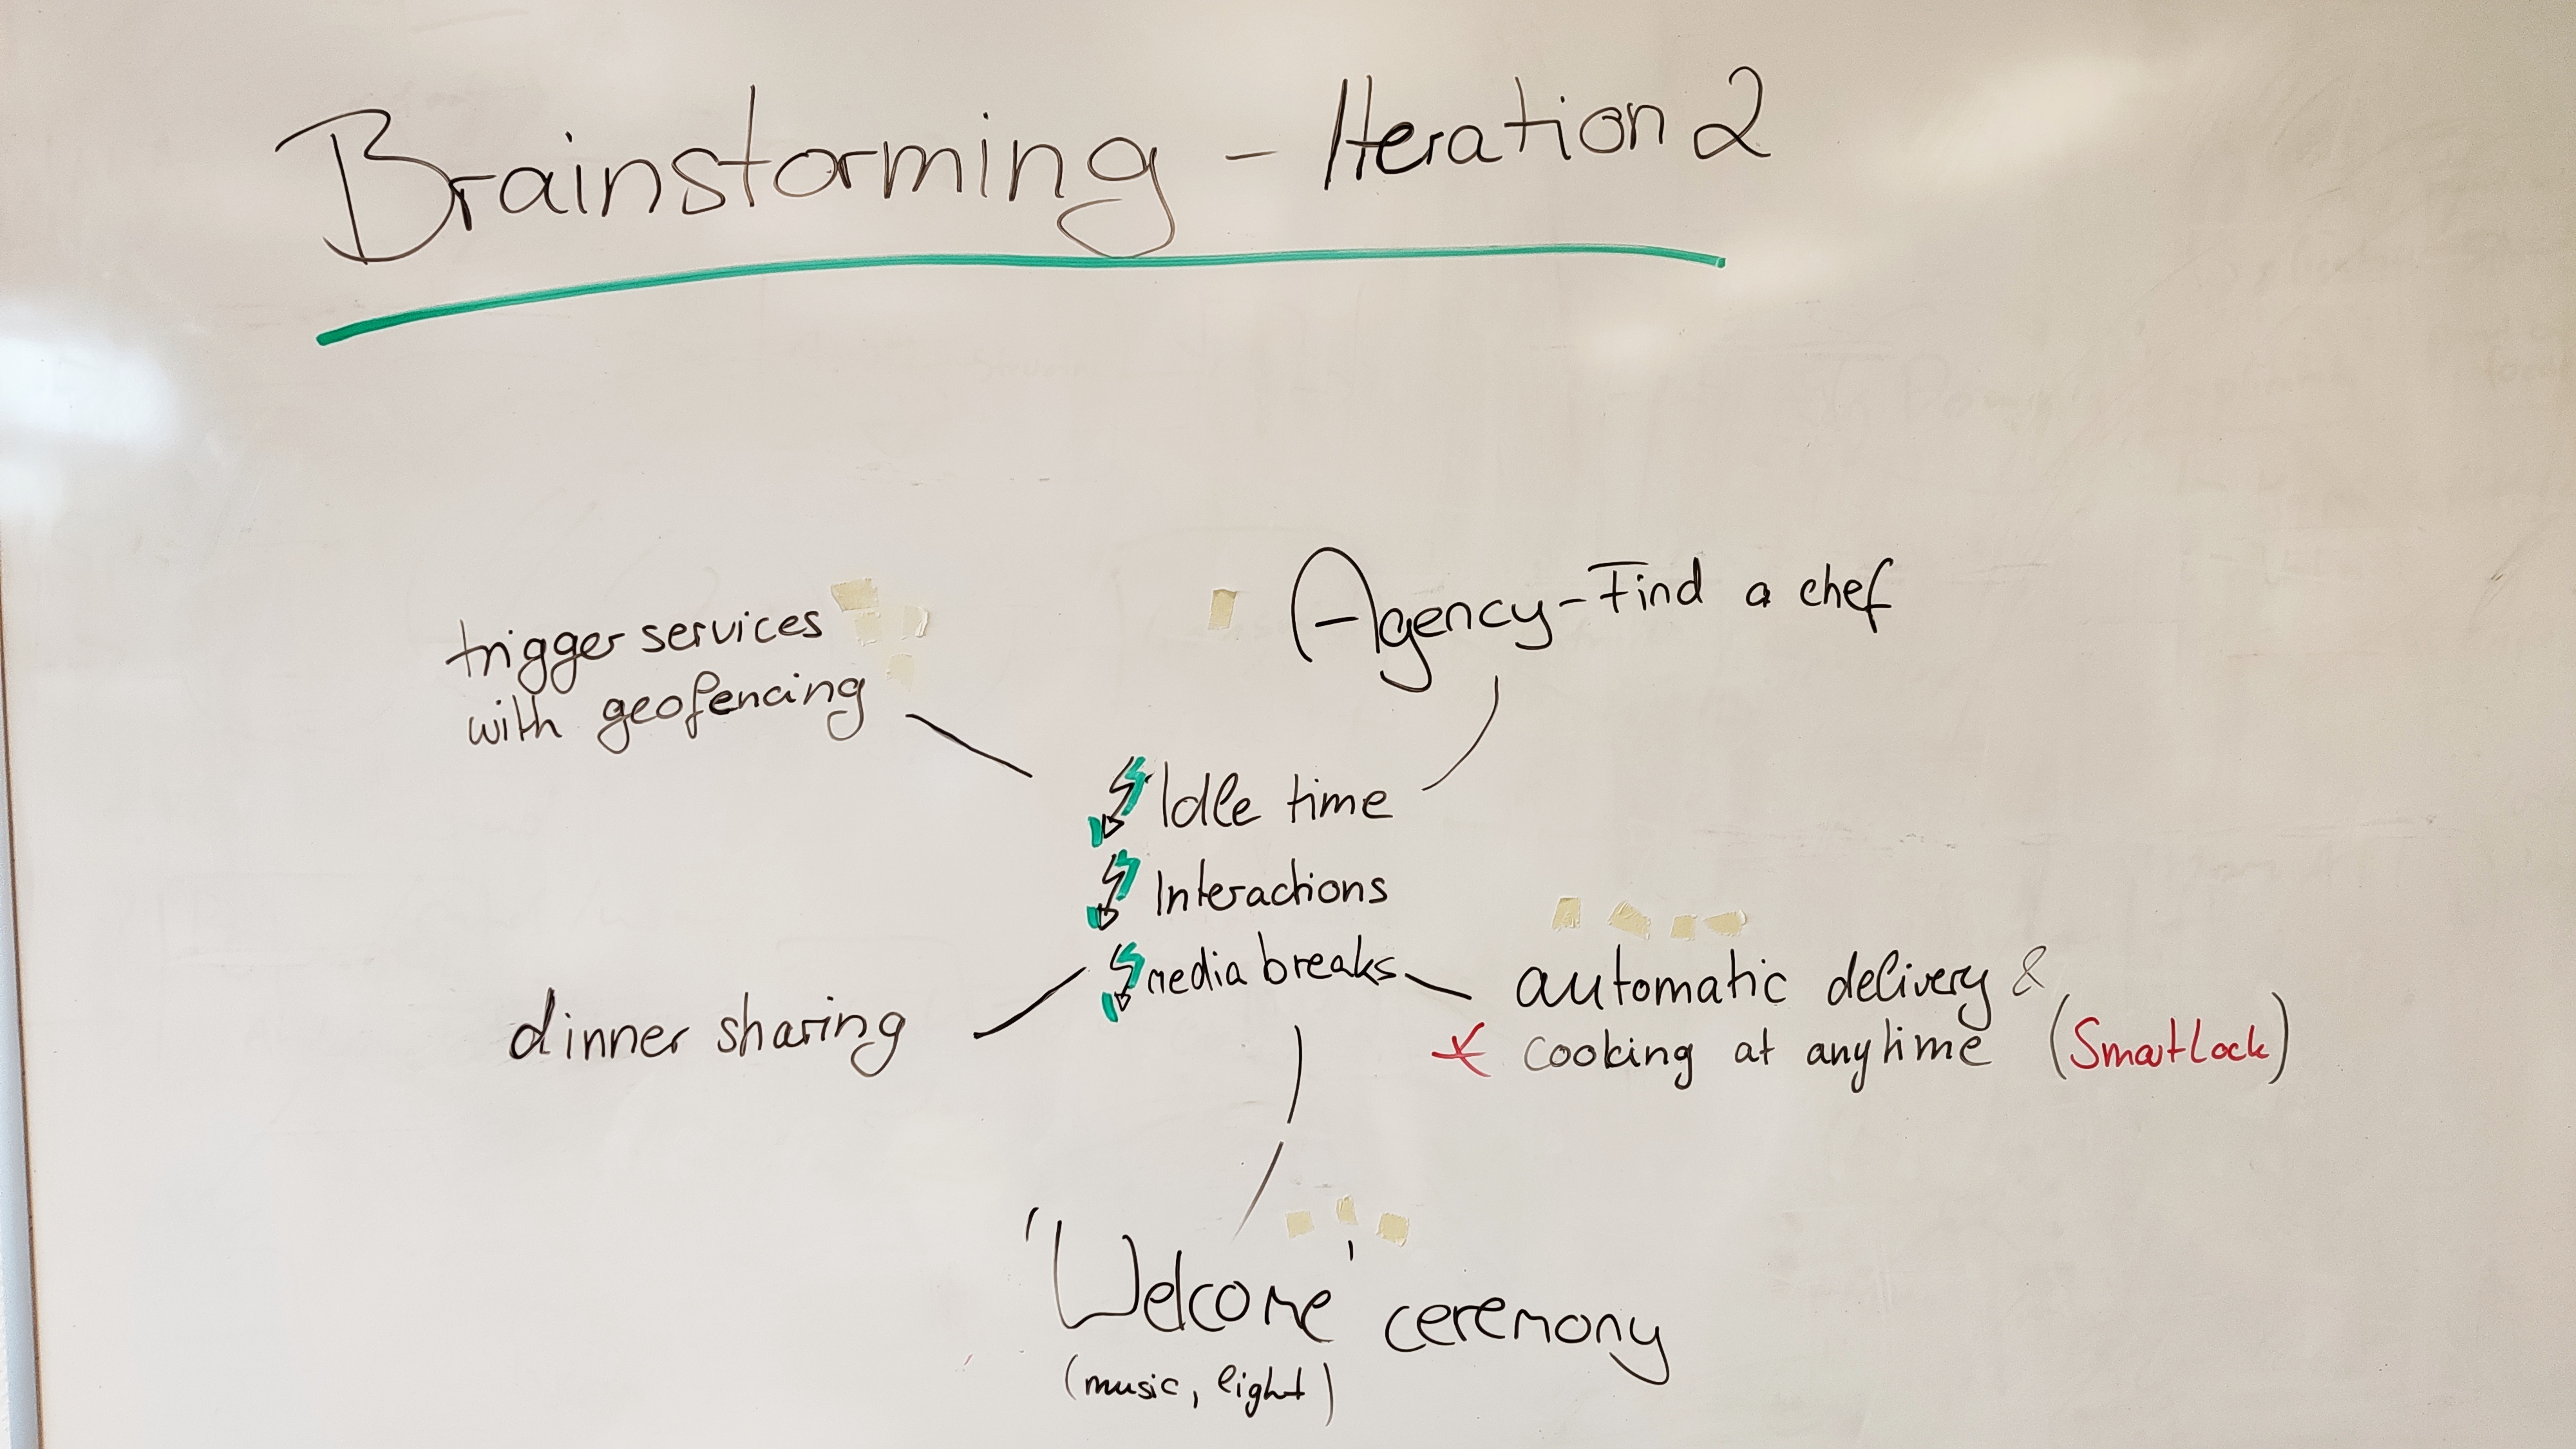 Brainstorming - Iteration 2
trigger services
with geofencing
Agency - Find a chef
Idle time
Interactions
media breaks
dinner sharing
automatic delivery &
cooking at anytime (SmartLock)
'Welcome' ceremony
(music, light)